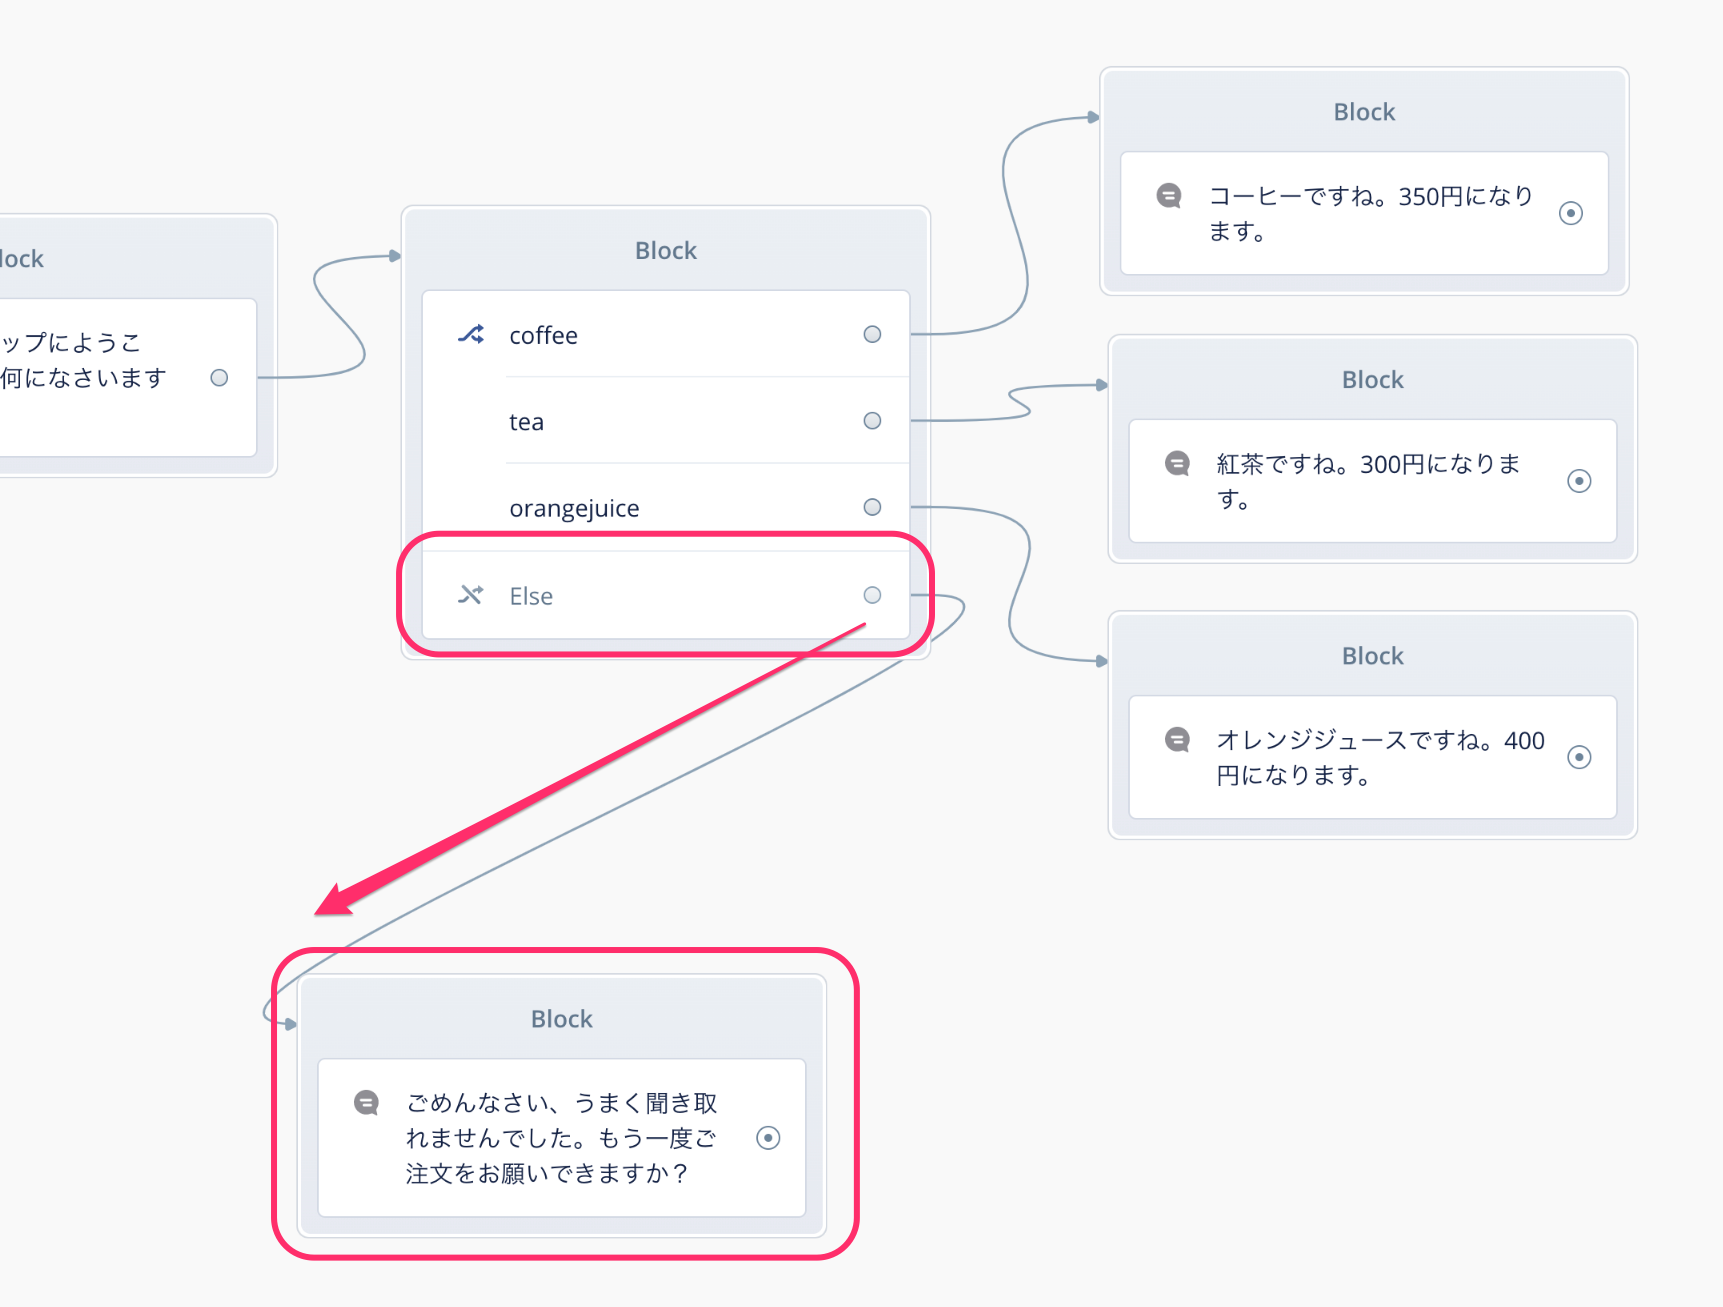 lock
ップにようこ
何になさいます
Block
coffee
tea
orangejuice
Else
Block
コーヒーですね。350円になり
ます。
Block
紅茶ですね。300円になりま
す。
Block
オレンジジュースですね。400
円になります。
Block
ごめんなさい、うまく聞き取
れませんでした。もう一度ご
注文をお願いできますか？